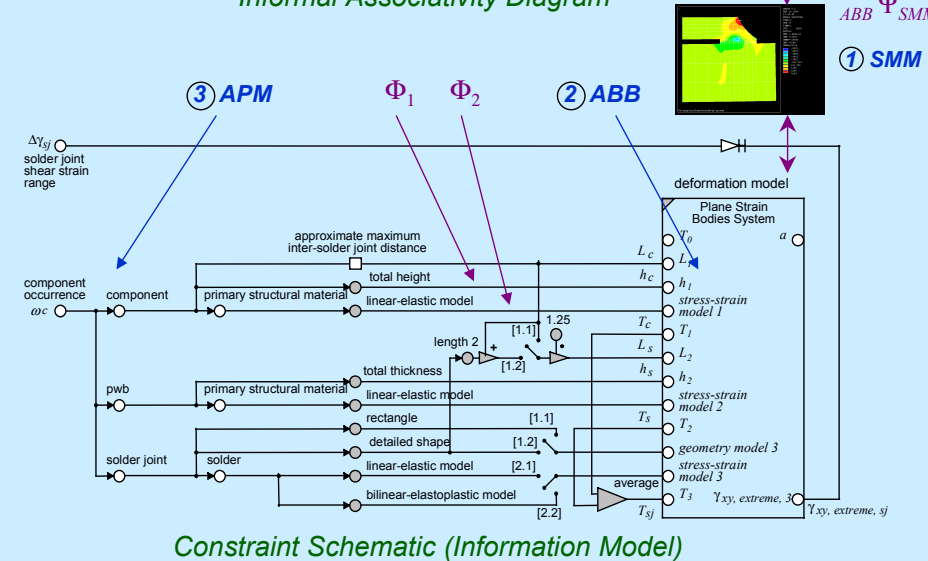 Informal Associativity Diagram
ABB Φ SMM
① SMM
③ APM
Φ1 Φ2
② ABB
Δγsj
solder joint
shear strain
range
deformation model
Plane Strain
Bodies System
approximate maximum
inter-solder joint distance
T0
a
Lc
L1
total height
hc
h1
component
occurrence
ωc
component
primary structural material
linear-elastic model
stress-strain
model 1
1.25
[1.1]
Tc
T1
length 2
+
-
[1.2]
Ls
L2
total thickness
hs
h2
pwb
primary structural material
linear-elastic model
stress-strain
model 2
rectangle
[1.1]
Ts
T2
detailed shape
[1.2]
geometry model 3
solder joint
solder
linear-elastic model
[2.1]
stress-strain
model 3
bilinear-elastoplastic model
[2.2]
average
Tsj
T3
γxy, extreme, 3
γxy, extreme, sj
Constraint Schematic (Information Model)